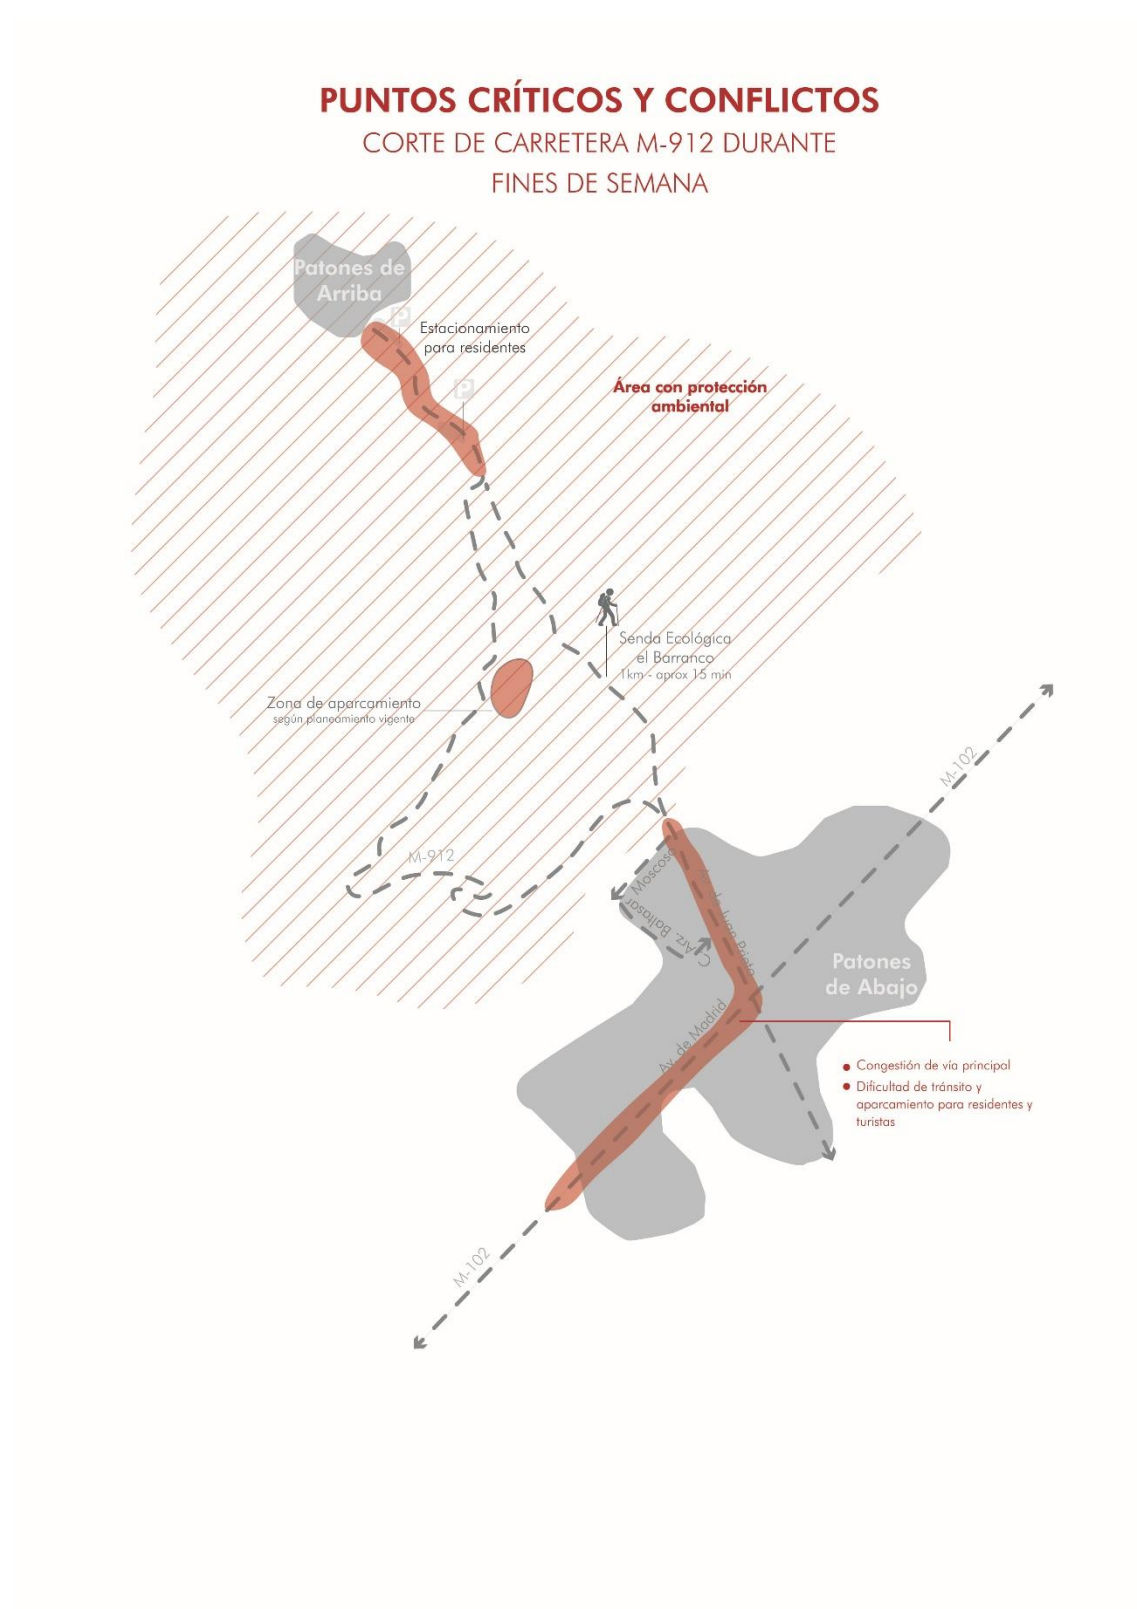 PUNTOS CRÍTICOS Y CONFLICTOS
CORTE DE CARRETERA M-912 DURANTE
FINES DE SEMANA
Patones de
Arriba
P
Estacionamiento
para residentes
P
Área con protección
ambiental
Senda Ecológica
el Barranco
1km - aprox 15 min
Zona de aparcamiento
según planeamiento vigente
M-102
M-912
C. Arz. Baltasar Moscoso
Juan Prieto
Patones
de Abajo
Av. de Madrid
Congestión de vía principal
Dificultad de tránsito y
aparcamiento para residentes y
turistas
M-102